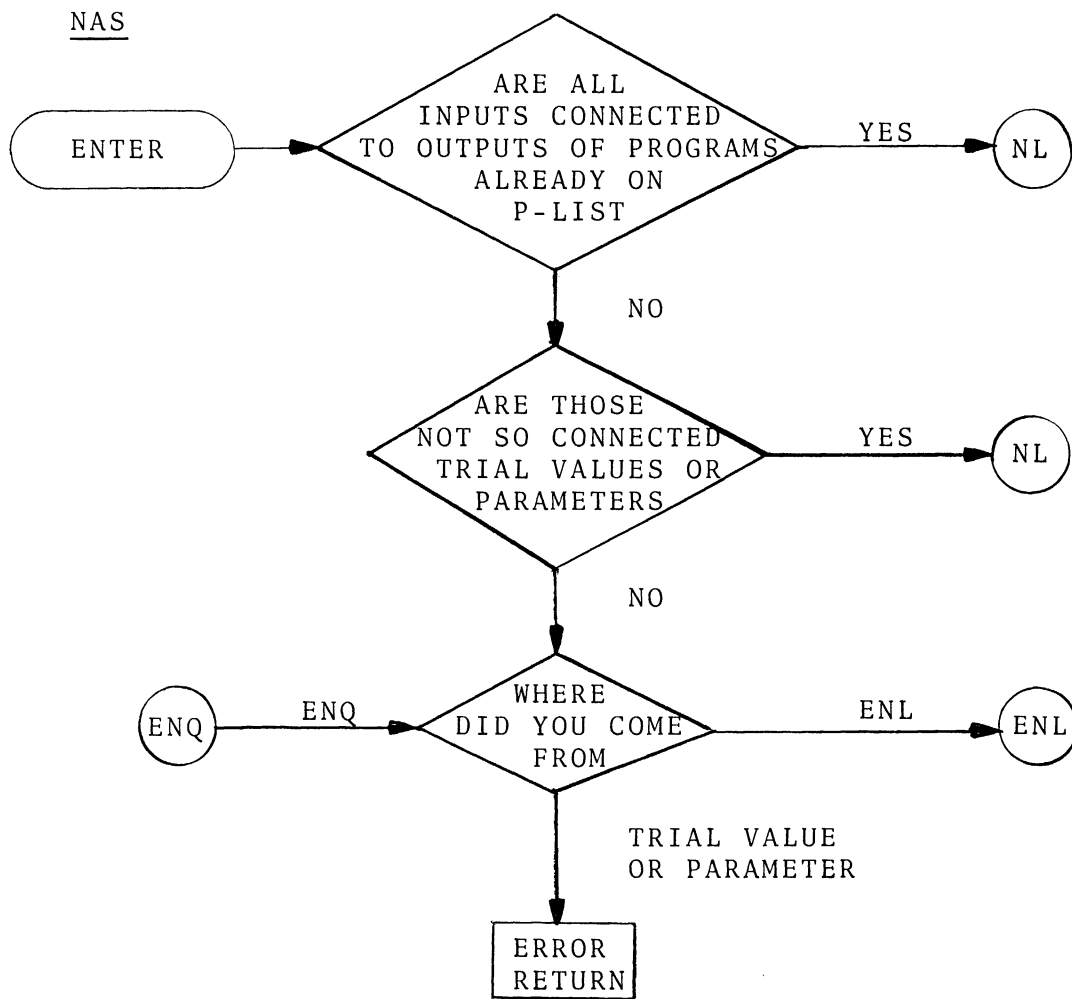 NAS
ENTER
ARE ALL
INPUTS CONNECTED
TO OUTPUTS OF PROGRAMS
ALREADY ON
P-LIST
YES
NL
NO
ARE THOSE
NOT SO CONNECTED
TRIAL VALUES OR
PARAMETERS
YES
NL
NO
ENQ
ENQ
WHERE
DID YOU COME
FROM
ENL
ENL
TRIAL VALUE
OR PARAMETER
ERROR
RETURN